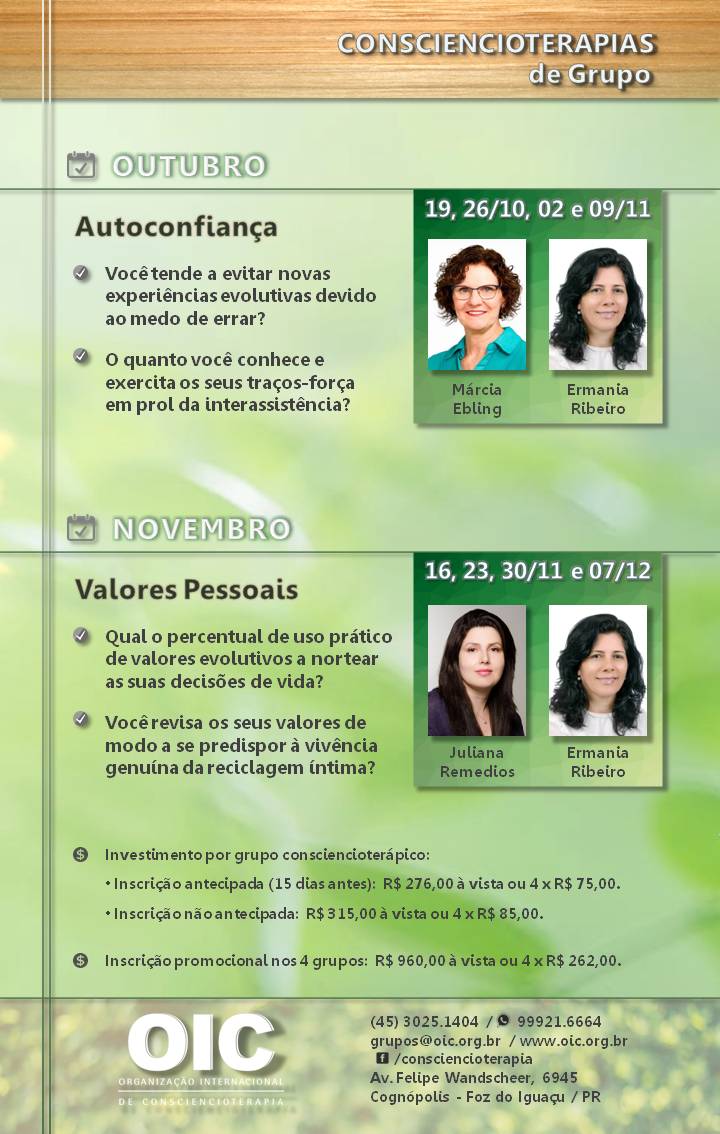 CONSCIENCIOTERAPIAS
de Grupo
OUTUBRO
Autoconfiança
Você tende a evitar novas
experiências evolutivas devido
ao medo de errar?
O quanto você conhece e
exercita os seus traços-força
em prol da interassistência?
19, 26/10, 02 e 09/11
Márcia
Ebling
Ermania
Ribeiro
NOVEMBRO
Valores Pessoais
Qual o percentual de uso prático
de valores evolutivos a nortear
as suas decisões de vida?
Você revisa os seus valores de
modo a se predispor à vivência
genuína da reciclagem íntima?
16, 23, 30/11 e 07/12
Juliana
Remedios
Ermania
Ribeiro
Investimento por grupo consciencioterápico:
• Inscrição antecipada (15 dias antes): R$ 276,00 à vista ou 4 x R$ 75,00.
• Inscrição não antecipada: R$ 315,00 à vista ou 4 x R$ 85,00.
Inscrição promocional nos 4 grupos: R$ 960,00 à vista ou 4 x R$ 262,00.
OIC
ORGANIZAÇÃO INTERNACIONAL
DE CONSCIENCIOTERAPIA
(45) 3025.1404 / 99921.6664
grupos@oic.org.br / www.oic.org.br
/consciencioterapia
Av. Felipe Wandscheer, 6945
Cognópolis - Foz do Iguaçu / PR